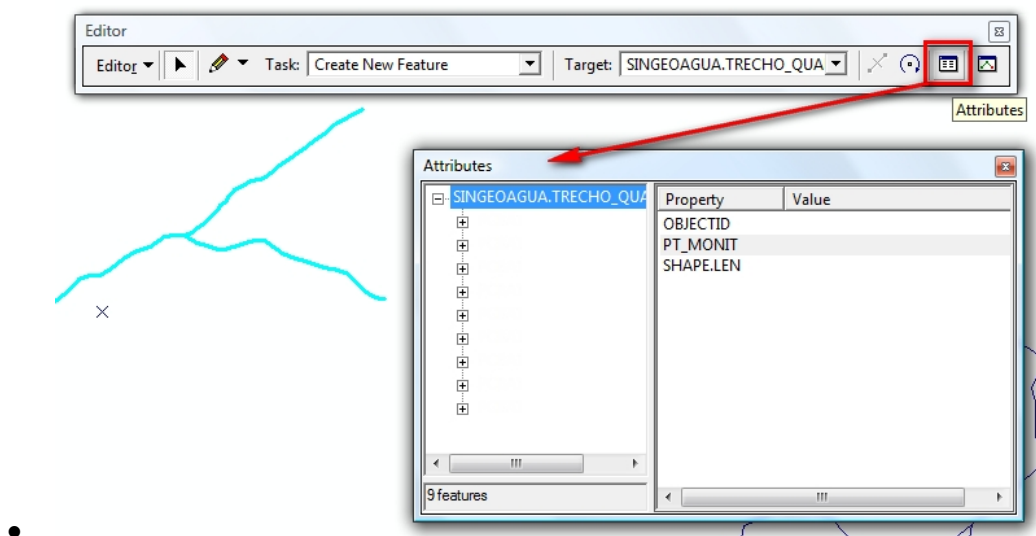 Editor
Editor Task: Create New Feature Target: SINGEOAGUA.TRECHO_QUA
Attributes
Attributes
SINGEOAGUA.TRECHO_QUA
Property Value
OBJECTID
PT_MONIT
SHAPE.LEN
9 features